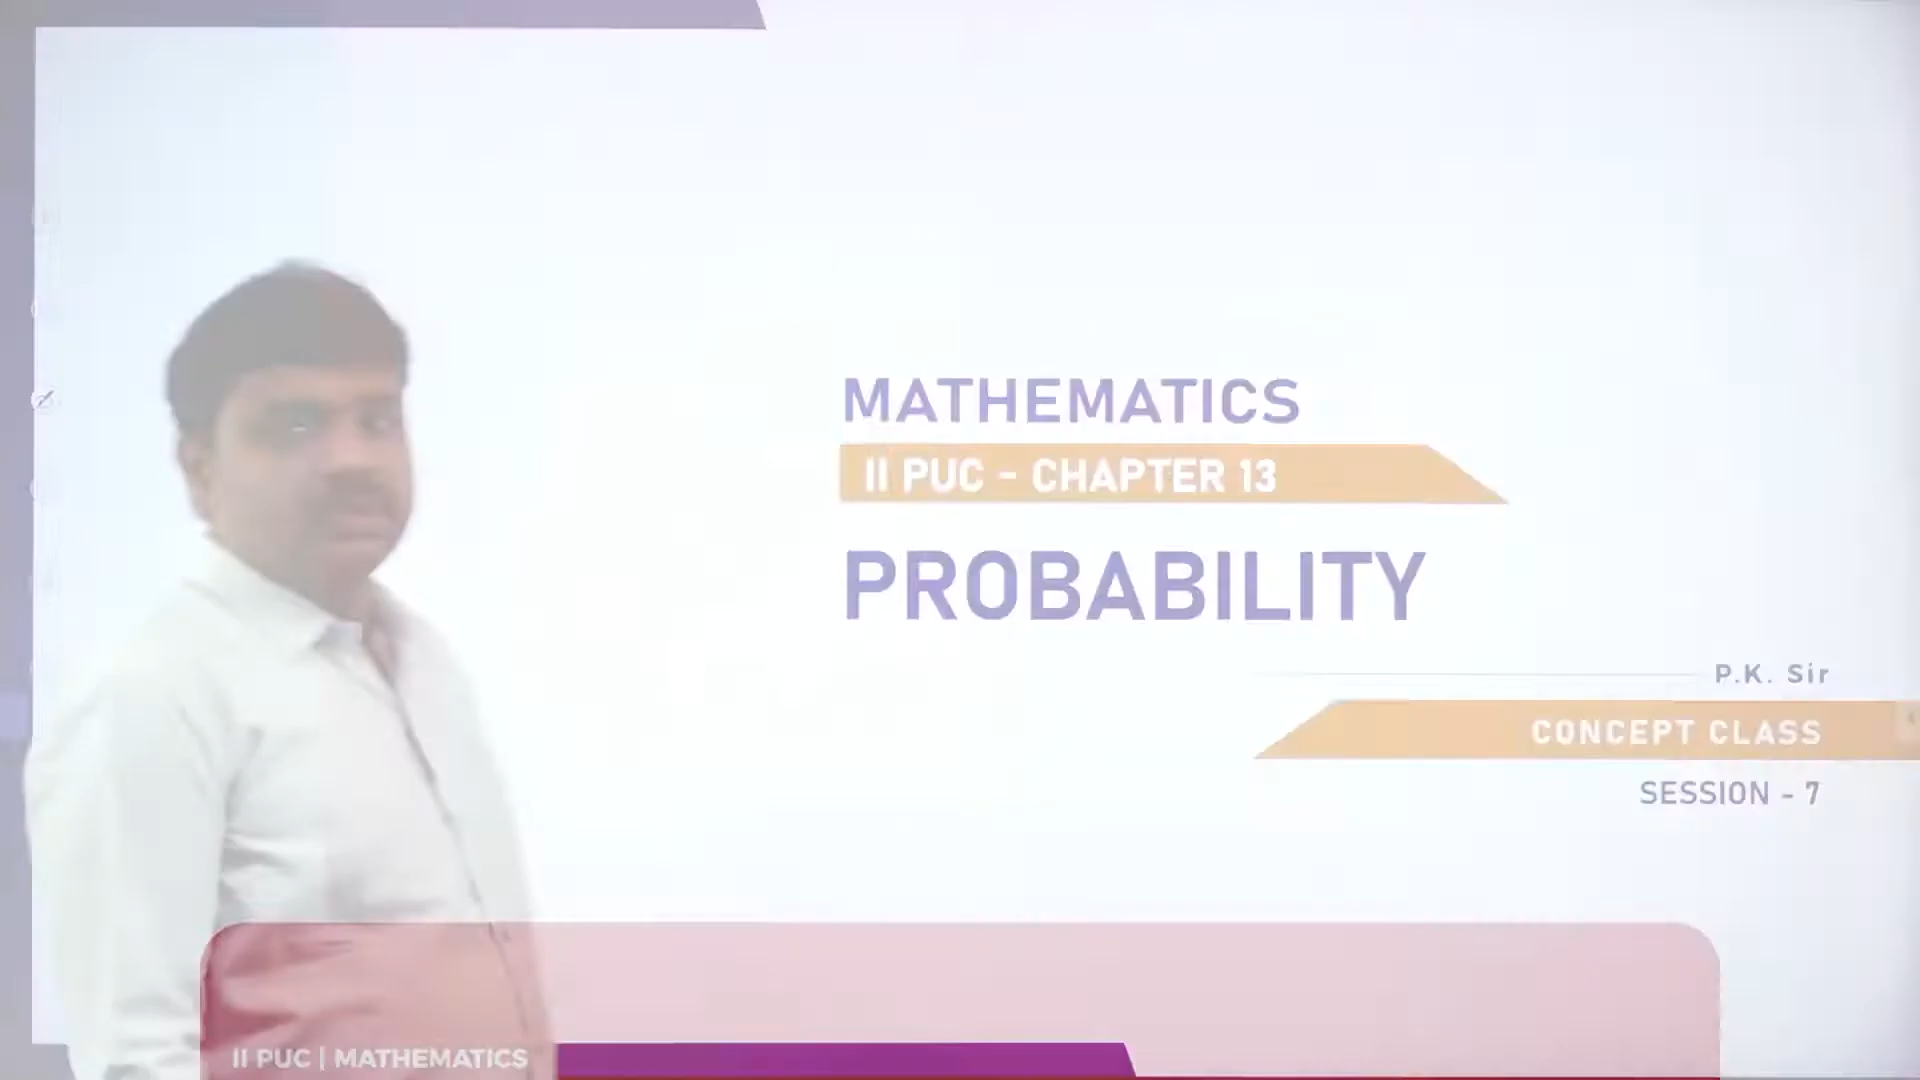 MATHEMATICS
II PUC - CHAPTER 13
PROBABILITY
P.K. Sir
CONCEPT CLASS
SESSION - 7
II PUC | MATHEMATICS